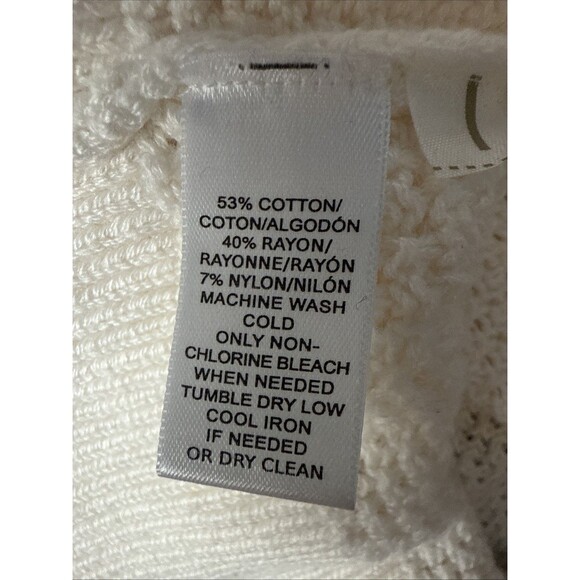 53% COTTON/
COTON/ALGODÓN
40% RAYON/
RAYONNE/RAYÓN
7% NYLON/NILÓN
MACHINE WASH
COLD
ONLY NON-
CHLORINE BLEACH
WHEN NEEDED
TUMBLE DRY LOW
COOL IRON
IF NEEDED
OR DRY CLEAN